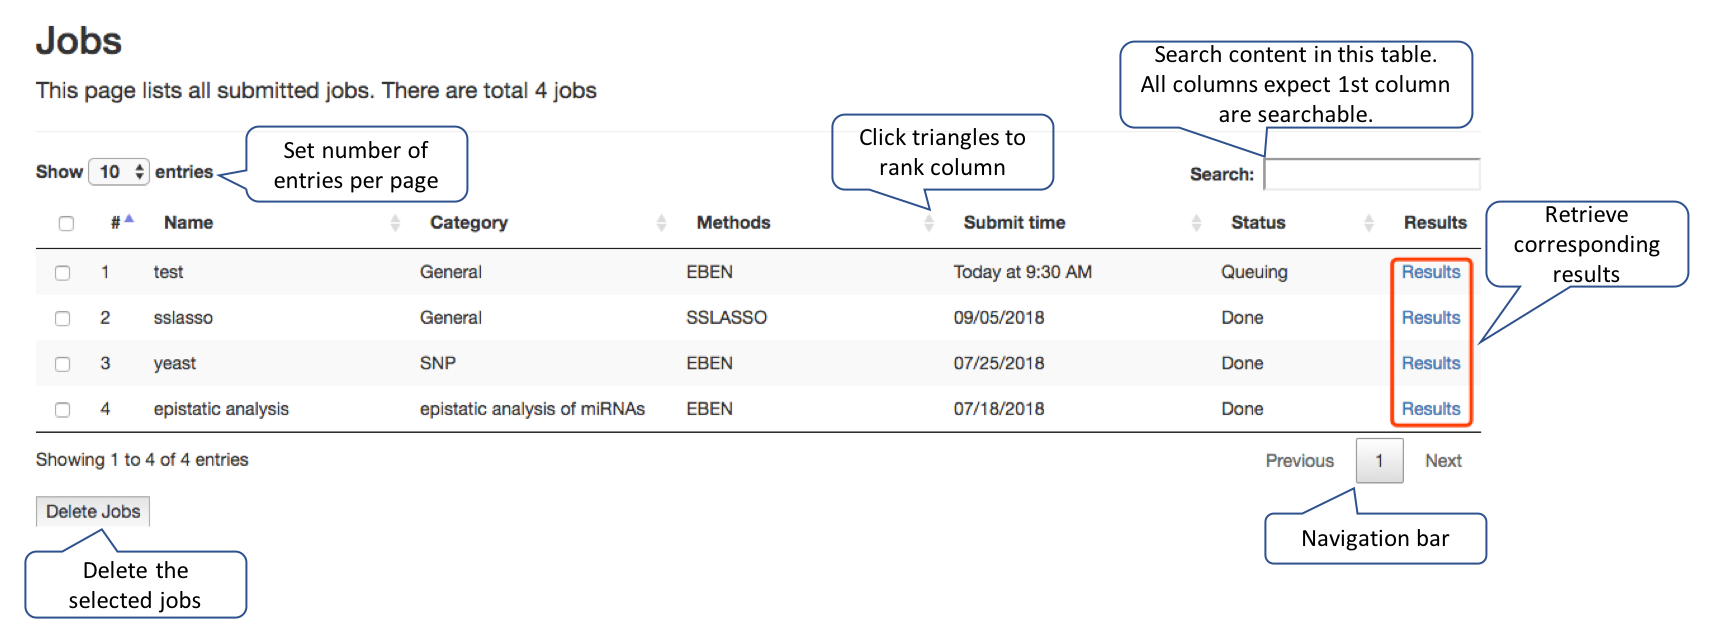 Jobs
This page lists all submitted jobs. There are total 4 jobs
Search content in this table.
All columns expect 1st column
are searchable.
Click triangles to
rank column
Set number of
entries per page
Show 10 entries
Search:
# Name Category Methods Submit time Status Results
1 test General EBEN Today at 9:30 AM Queuing Results
2 sslasso General SSLASSO 09/05/2018 Done Results
3 yeast SNP EBEN 07/25/2018 Done Results
4 epistatic analysis epistatic analysis of miRNAs EBEN 07/18/2018 Done Results
Retrieve
corresponding
results
Showing 1 to 4 of 4 entries
Previous 1 Next
Delete Jobs
Navigation bar
Delete the
selected jobs